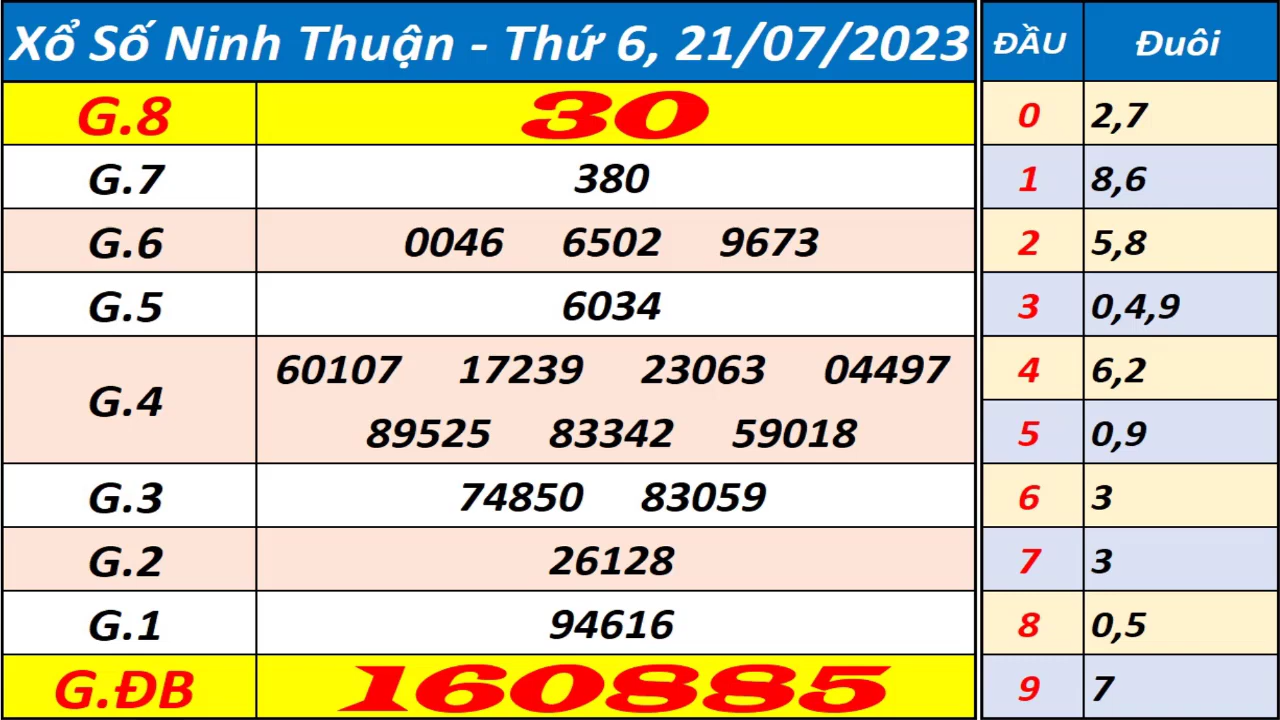 Xổ Số Ninh Thuận - Thứ 6, 21/07/2023
G.8 30
G.7 380
G.6 0046 6502 9673
G.5 6034
G.4 60107 17239 23063 04497
89525 83342 59018
G.3 74850 83059
G.2 26128
G.1 94616
G.ĐB 160885
ĐẦU Đuôi
0 2,7
1 8,6
2 5,8
3 0,4,9
4 6,2
5 0,9
6 3
7 3
8 0,5
9 7